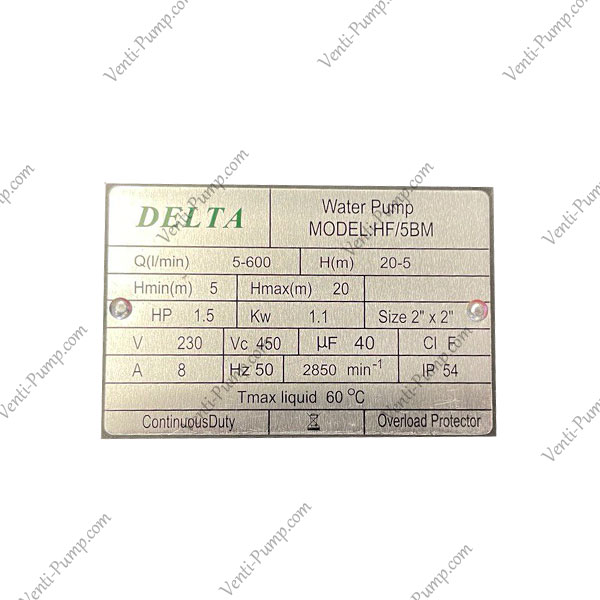 DELTA
Water Pump
MODEL:HF/5BM
Q(l/min) 5-600 H(m) 20-5
Hmin(m) 5 Hmax(m) 20
HP 1.5 Kw 1.1 Size 2" x 2"
V 230 Vc 450 µF 40 Cl F
A 8 Hz 50 2850 min-1 IP 54
Tmax liquid 60 °C
ContinuousDuty Overload Protector
Venti-Pump.com